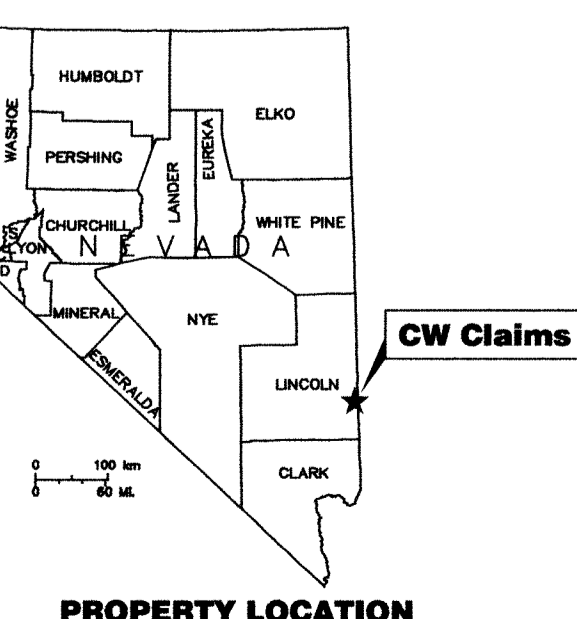 HUMBOLDT
ELKO
WASHOE
EUREKA
PERSHING
LANDER
CHURCHILL
WHITE PINE
NEVADA
MINERAL
NYE
CW Claims
ESMERALDA
LINCOLN
CLARK
0 100 km
0 60 Mi.
PROPERTY LOCATION